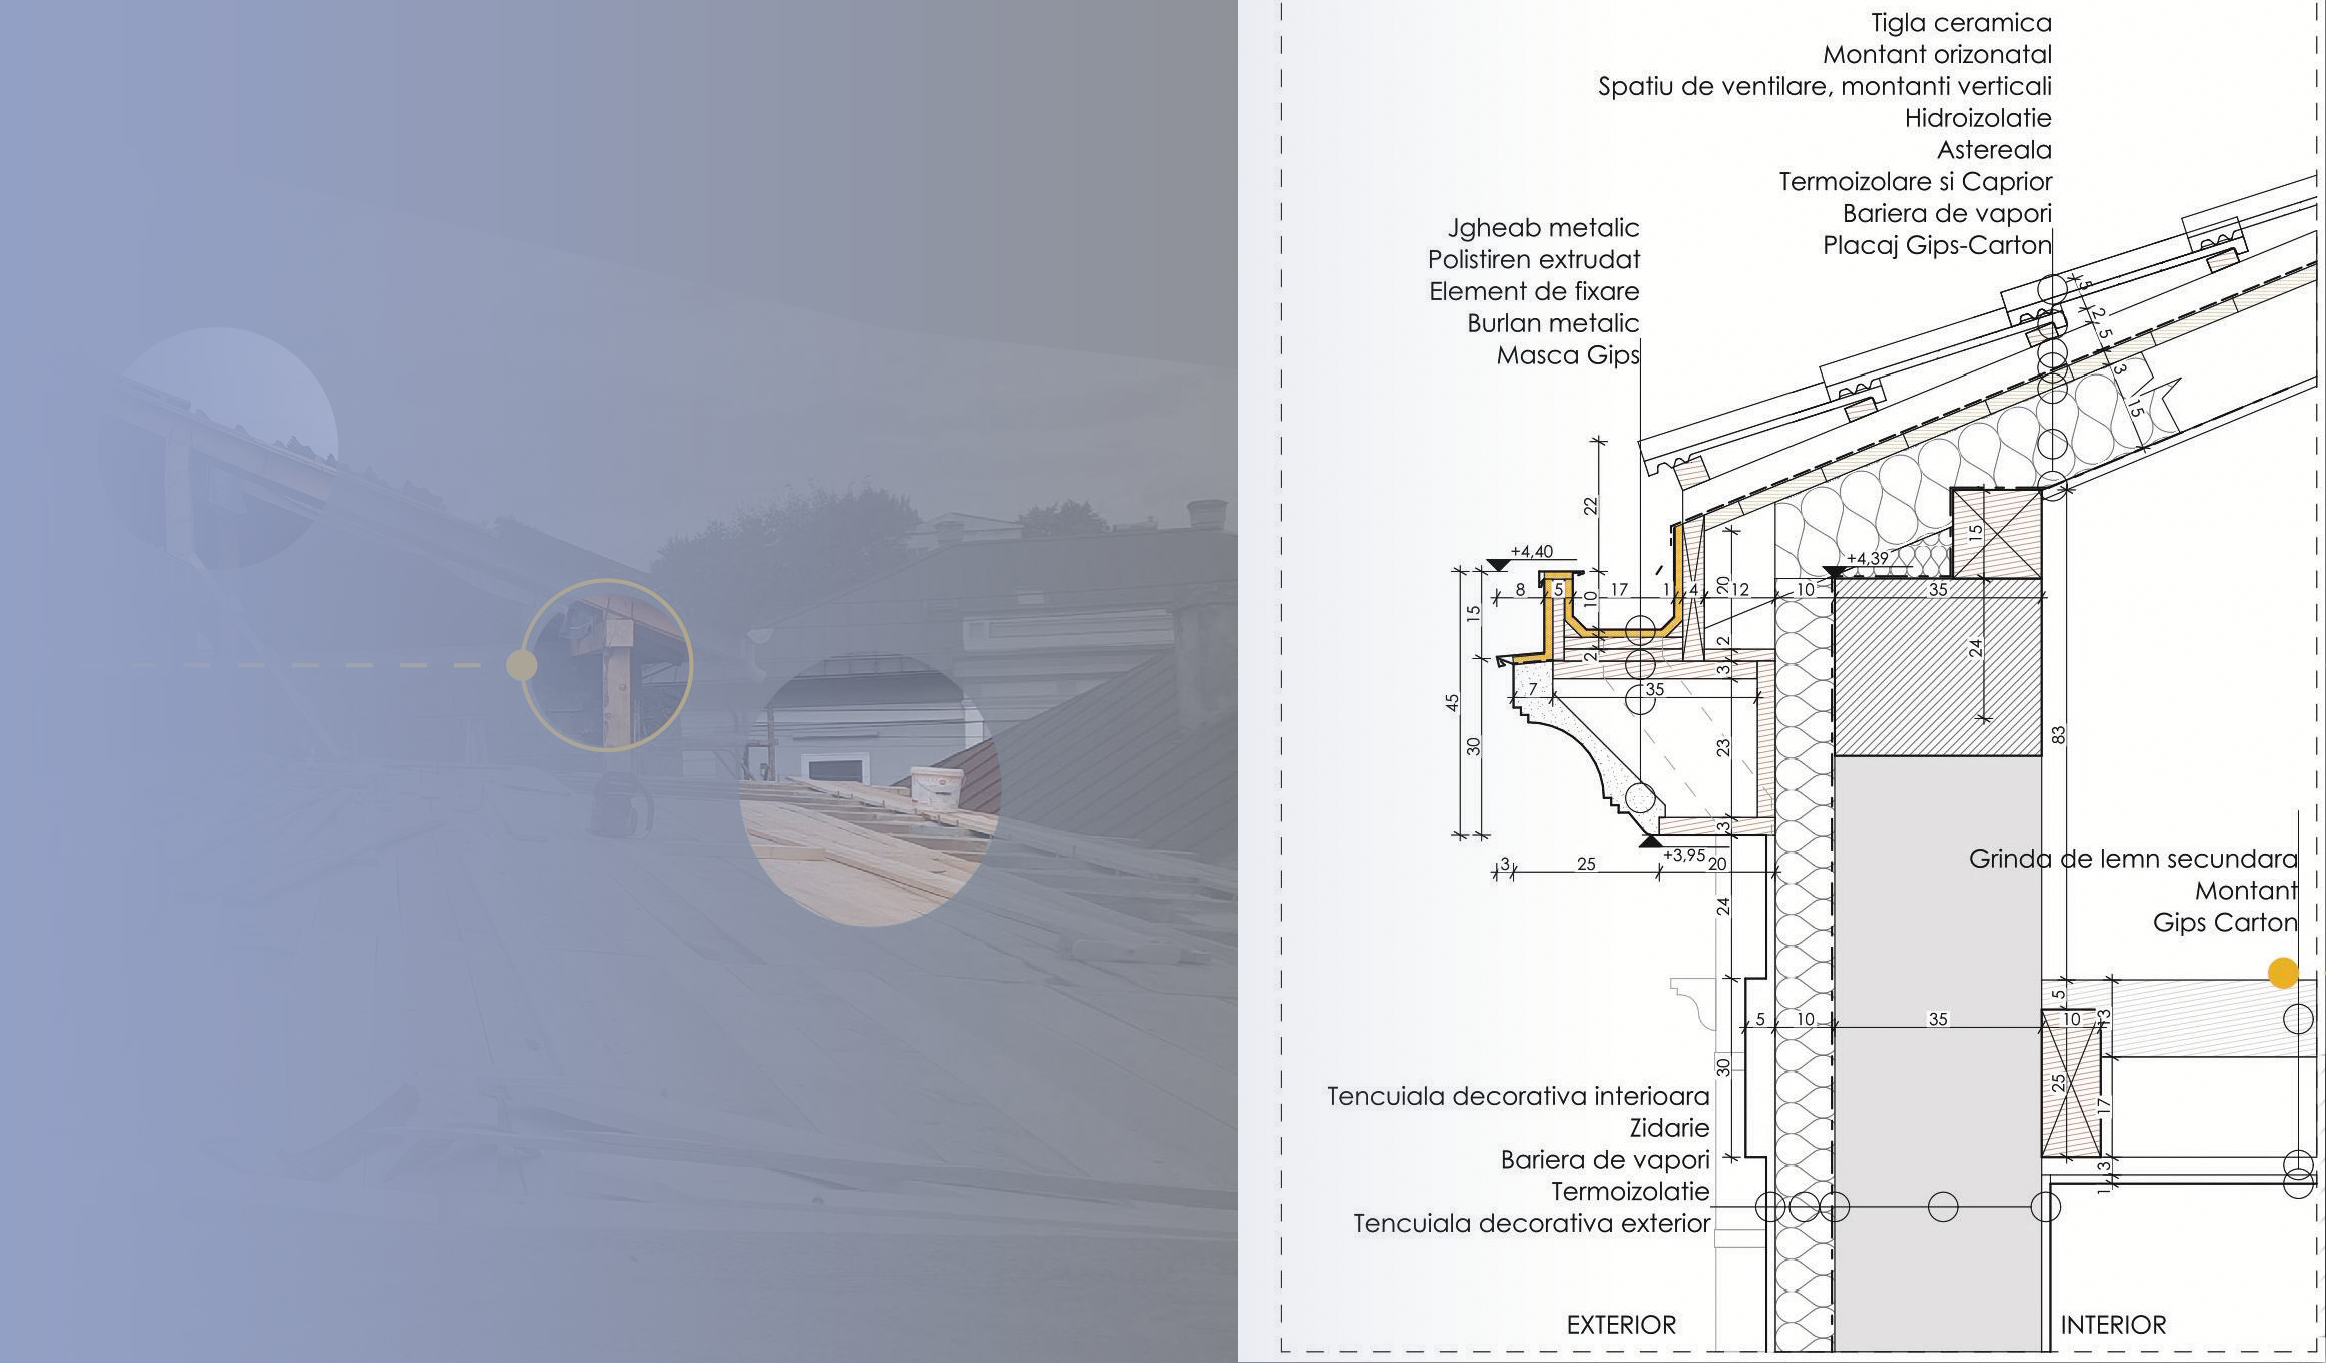 Tigla ceramica
Montant orizonatal
Spatiu de ventilare, montanti verticali
Hidroizolatie
Astereala
Termoizolare si Caprior
Bariera de vapori
Placaj Gips-Carton
Jgheab metalic
Polistiren extrudat
Element de fixare
Burlan metalic
Masca Gips
5
2
5
3
15
22
+4,40
+4,39
15
8
5
10
17
1
4
20
12
10
35
15
2
2
3
24
7
35
45
30
23
83
3
+3,95
3
25
20
24
Grinda de lemn secundara
Montant
Gips Carton
5
10
35
5
10
13
30
25
17
3
1
Tencuiala decorativa interioara
Zidarie
Bariera de vapori
Termoizolatie
Tencuiala decorativa exterior
EXTERIOR
INTERIOR